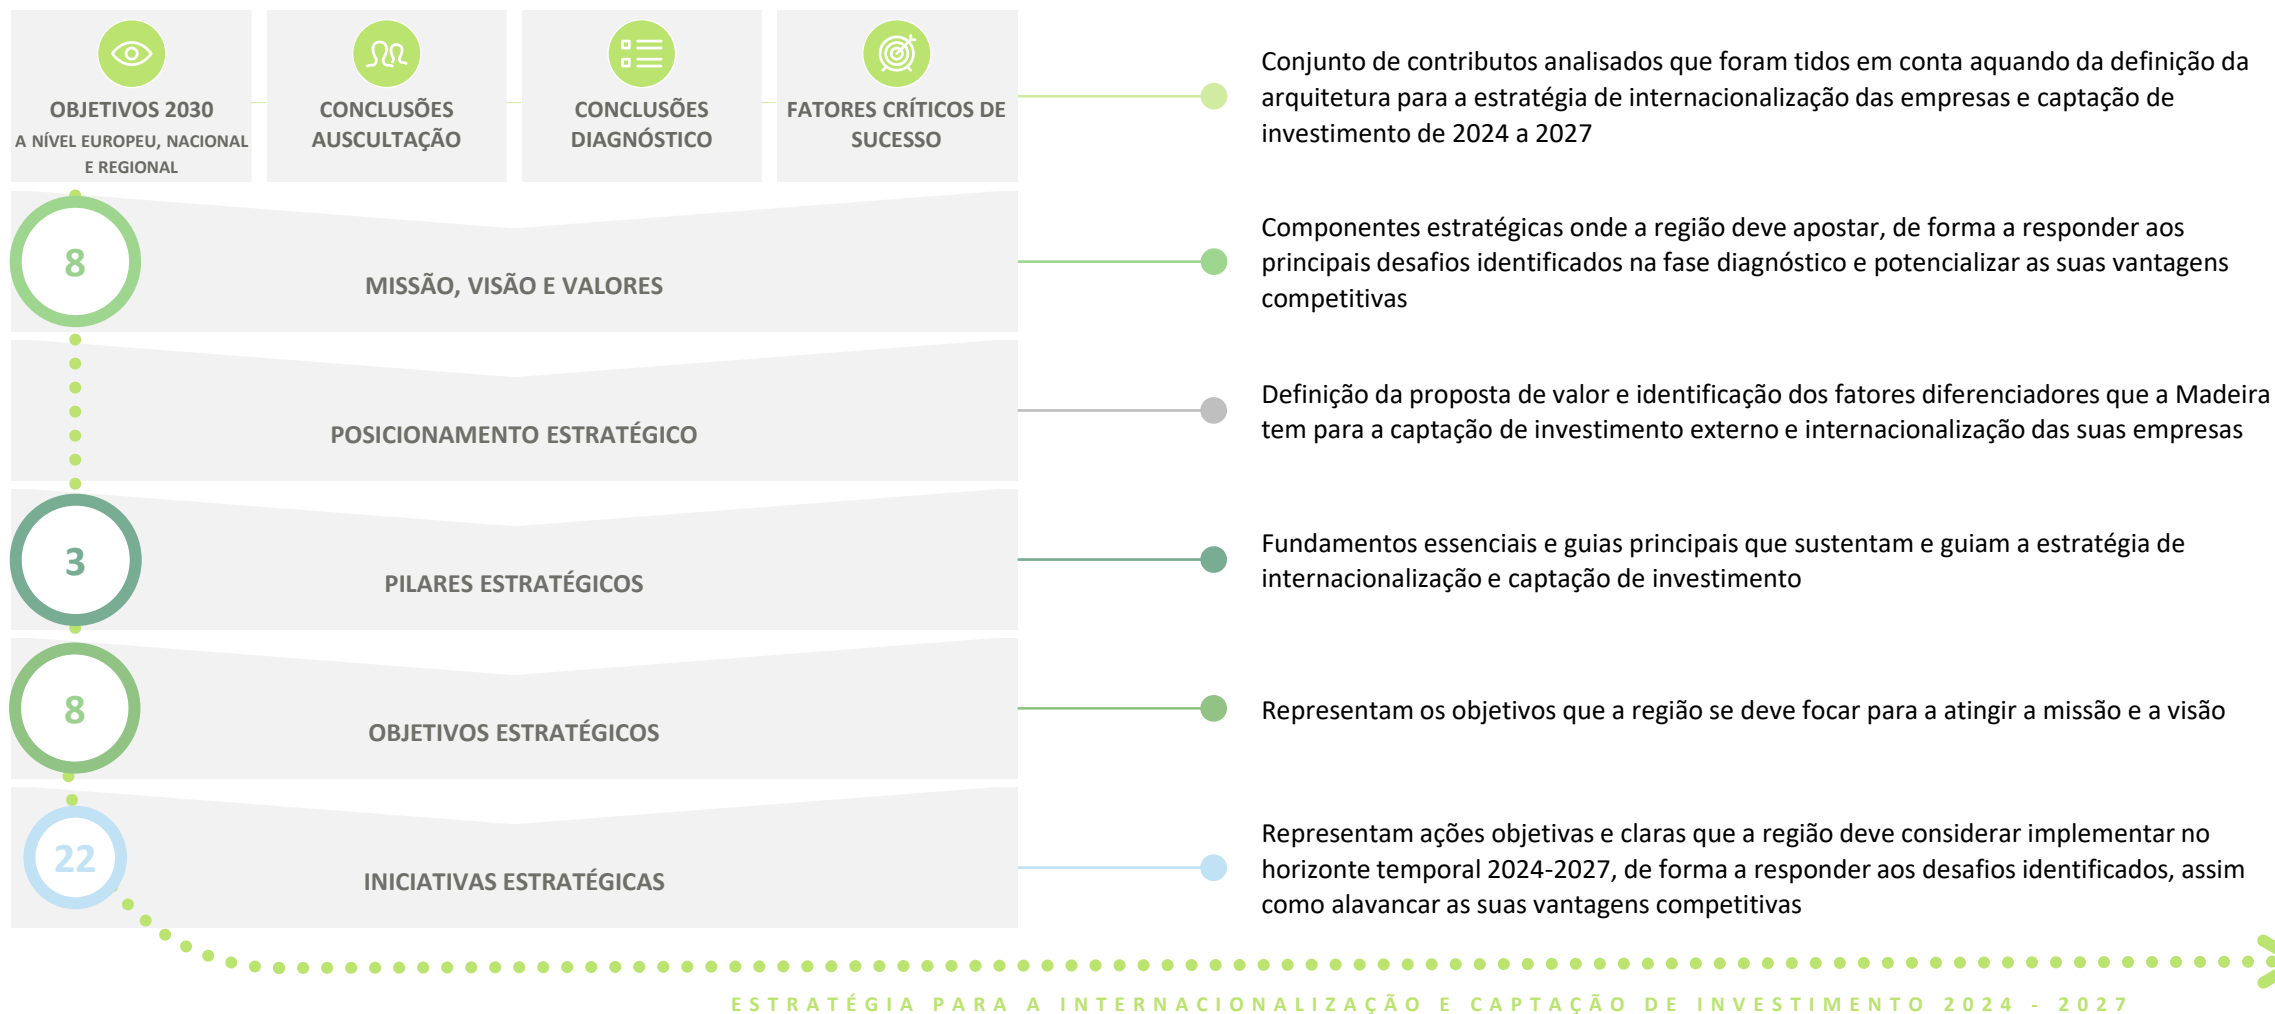 OBJETIVOS 2030
A NÍVEL EUROPEU, NACIONAL
E REGIONAL
CONCLUSÕES
AUSCULTAÇÃO
CONCLUSÕES
DIAGNÓSTICO
FATORES CRÍTICOS DE
SUCESSO
Conjunto de contributos analisados que foram tidos em conta aquando da definição da
arquitetura para a estratégia de internacionalização das empresas e captação de
investimento de 2024 a 2027
8
MISSÃO, VISÃO E VALORES
Componentes estratégicas onde a região deve apostar, de forma a responder aos
principais desafios identificados na fase diagnóstico e potencializar as suas vantagens
competitivas
POSICIONAMENTO ESTRATÉGICO
Definição da proposta de valor e identificação dos fatores diferenciadores que a Madeira
tem para a captação de investimento externo e internacionalização das suas empresas
3
PILARES ESTRATÉGICOS
Fundamentos essenciais e guias principais que sustentam e guiam a estratégia de
internacionalização e captação de investimento
8
OBJETIVOS ESTRATÉGICOS
Representam os objetivos que a região se deve focar para a atingir a missão e a visão
22
INICIATIVAS ESTRATÉGICAS
Representam ações objetivas e claras que a região deve considerar implementar no
horizonte temporal 2024-2027, de forma a responder aos desafios identificados, assim
como alavancar as suas vantagens competitivas
ESTRATÉGIA PARA A INTERNACIONALIZAÇÃO E CAPTAÇÃO DE INVESTIMENTO 2024 - 2027